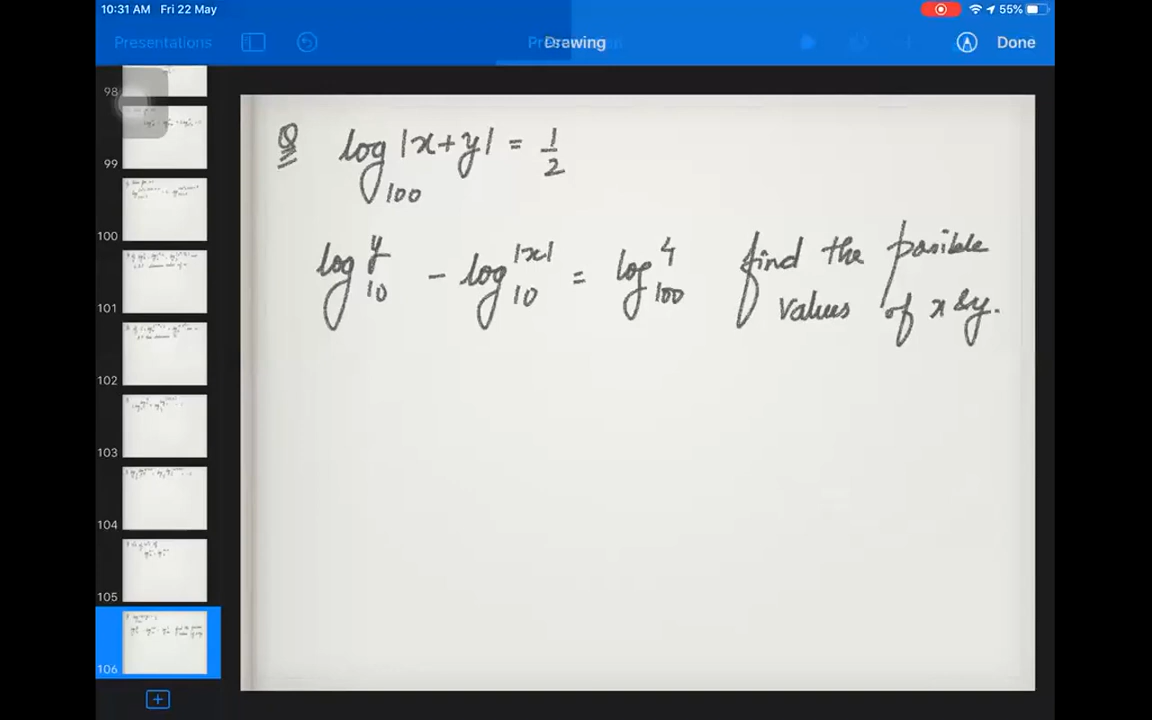 10:31 AM Fri 22 May
55%
Presentations
Drawing
Done
98
99
100
101
102
103
104
105
106
Q log₁₀₀ |x+y| = 1/2
log₁₀ y - log₁₀ |x| = log₁₀₀ 4 find the possible
values of x & y.